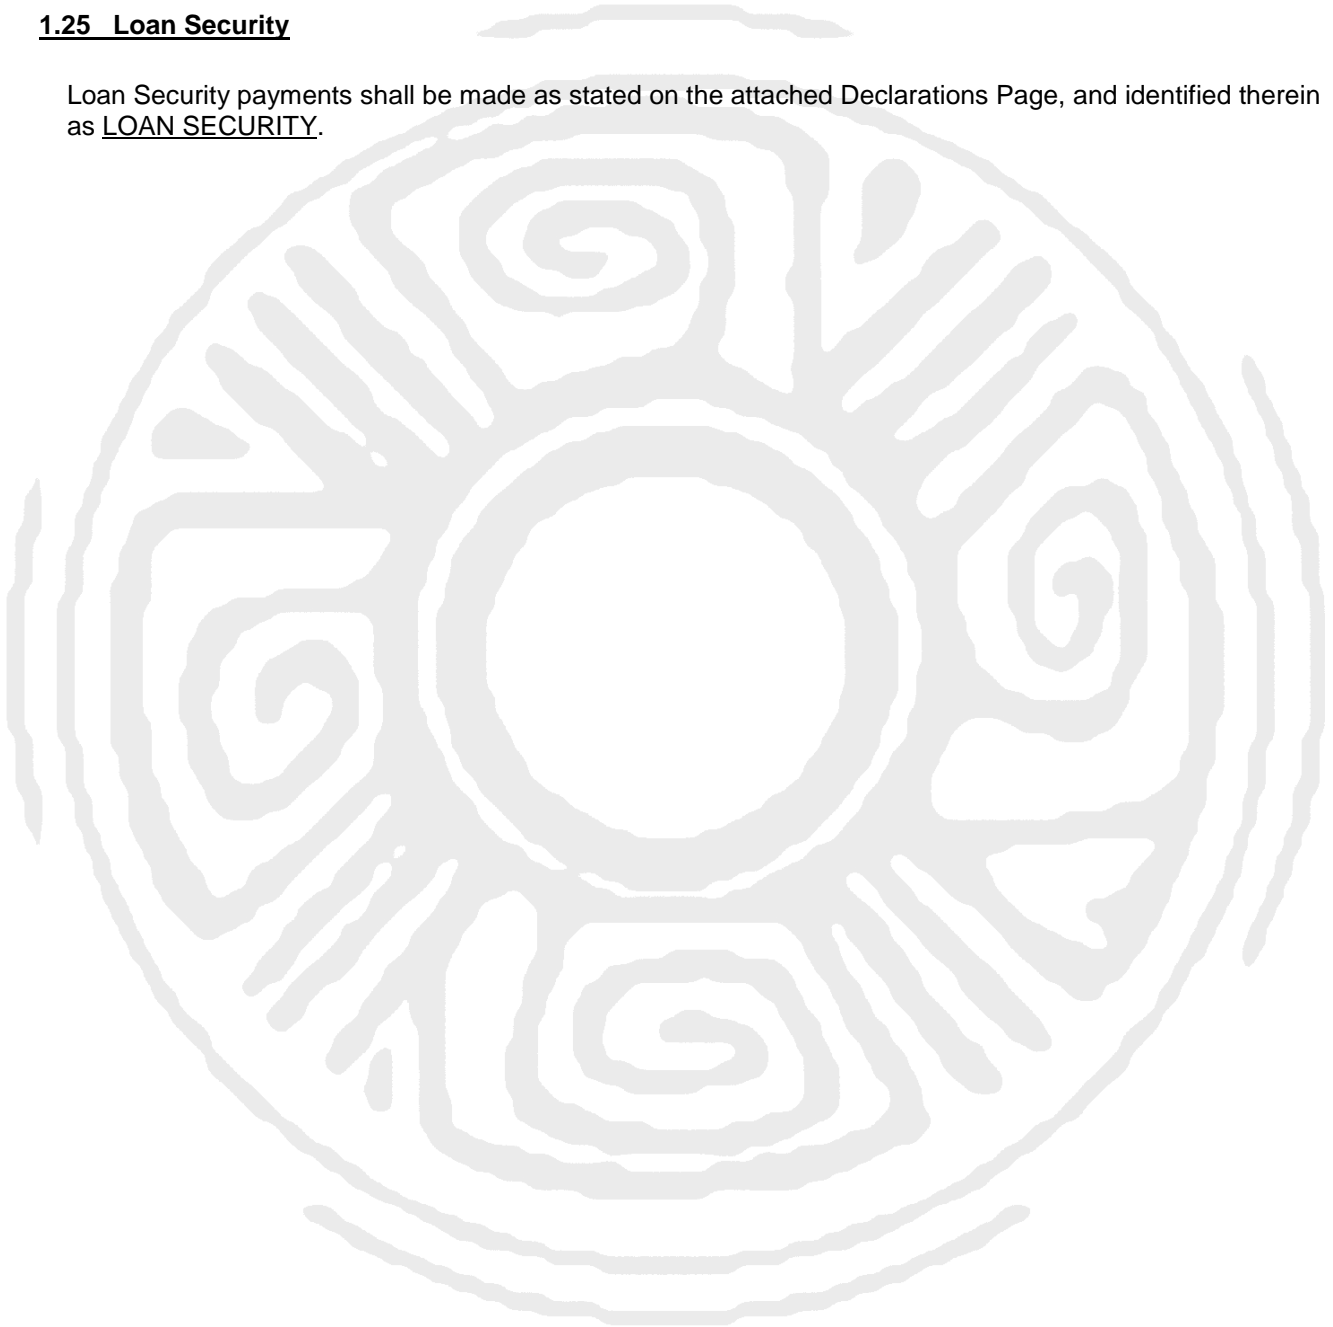 1.25 Loan Security
Loan Security payments shall be made as stated on the attached Declarations Page, and identified therein
as LOAN SECURITY.